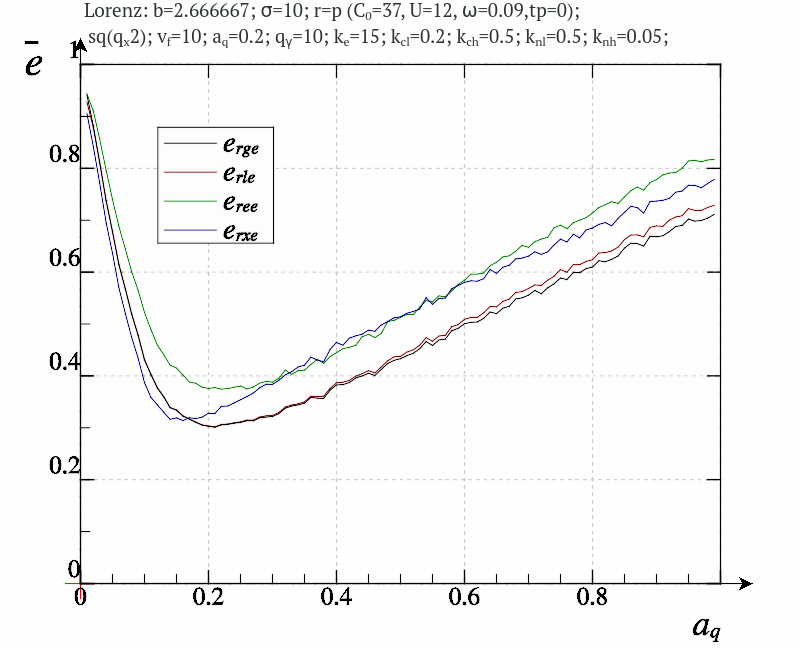 Lorenz: b=2.666667; σ=10; r=p (C₀=37, U=12, ω=0.09,tp=0);
sq(qₓ2); v_f=10; a_q=0.2; q_γ=10; k_e=15; k_cl=0.2; k_ch=0.5; k_nl=0.5; k_nh=0.05;
ē
1
e_rge
0.8
e_rle
e_ree
e_rxe
0.6
0.4
0.2
0
0 0.2 0.4 0.6 0.8
a_q